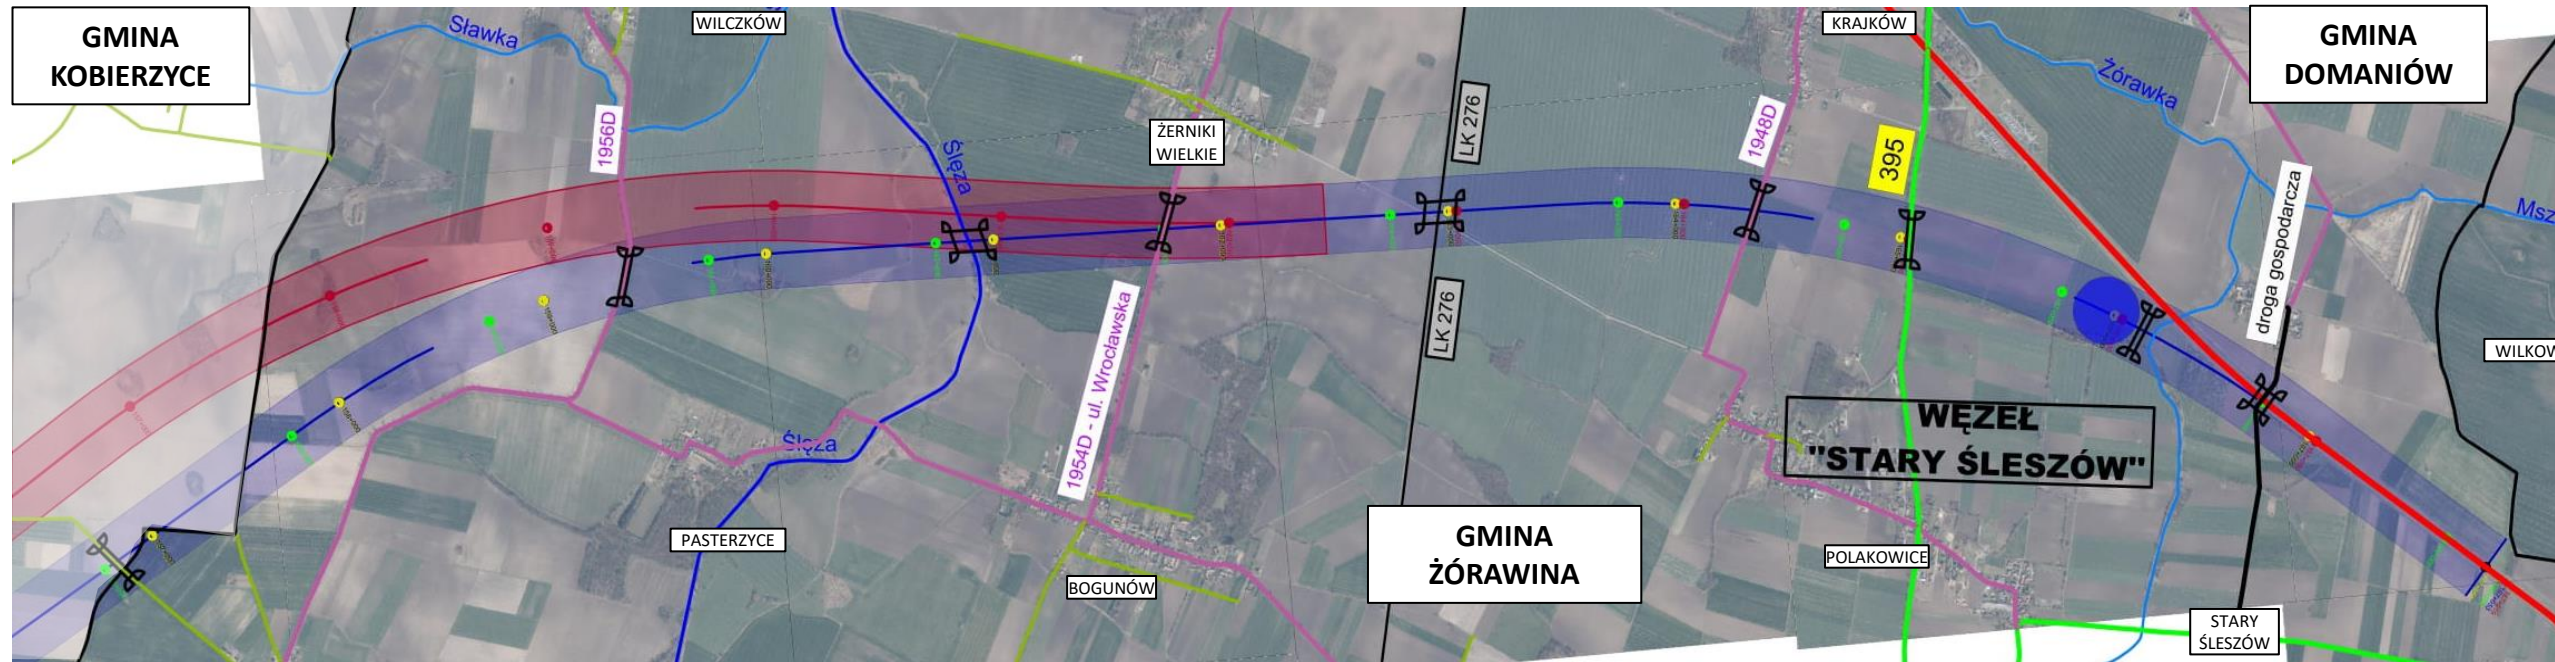 GMINA
KOBIERZYCE
Sławka
WILCZKÓW
KRAJKÓW
GMINA
DOMANIÓW
Żórawka
1956D
Ślęza
ŻERNIKI
WIELKIE
LK 276
1948D
395
droga gospodarcza
1954D - ul. Wrocławska
LK 276
WILKOW
Ślęza
WĘZEŁ
"STARY ŚLESZÓW"
PASTERZYCE
BOGUNÓW
GMINA
ŻÓRAWINA
POLAKOWICE
STARY
ŚLESZÓW